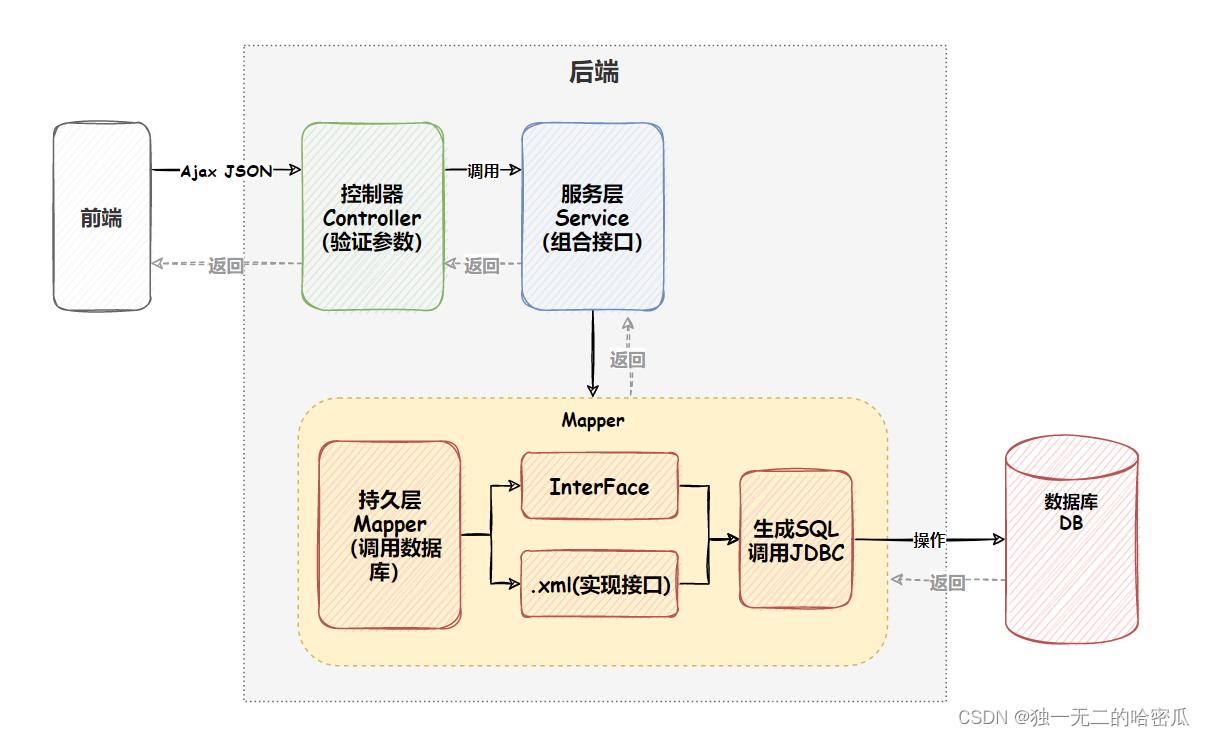 后端
前端
Ajax JSON
返回
控制器
Controller
(验证参数)
调用
返回
服务层
Service
(组合接口)
返回
Mapper
持久层
Mapper
(调用数据
库)
InterFace
.xml(实现接口)
生成SQL
调用JDBC
操作
返回
数据库
DB
CSDN @独一无二的哈密瓜